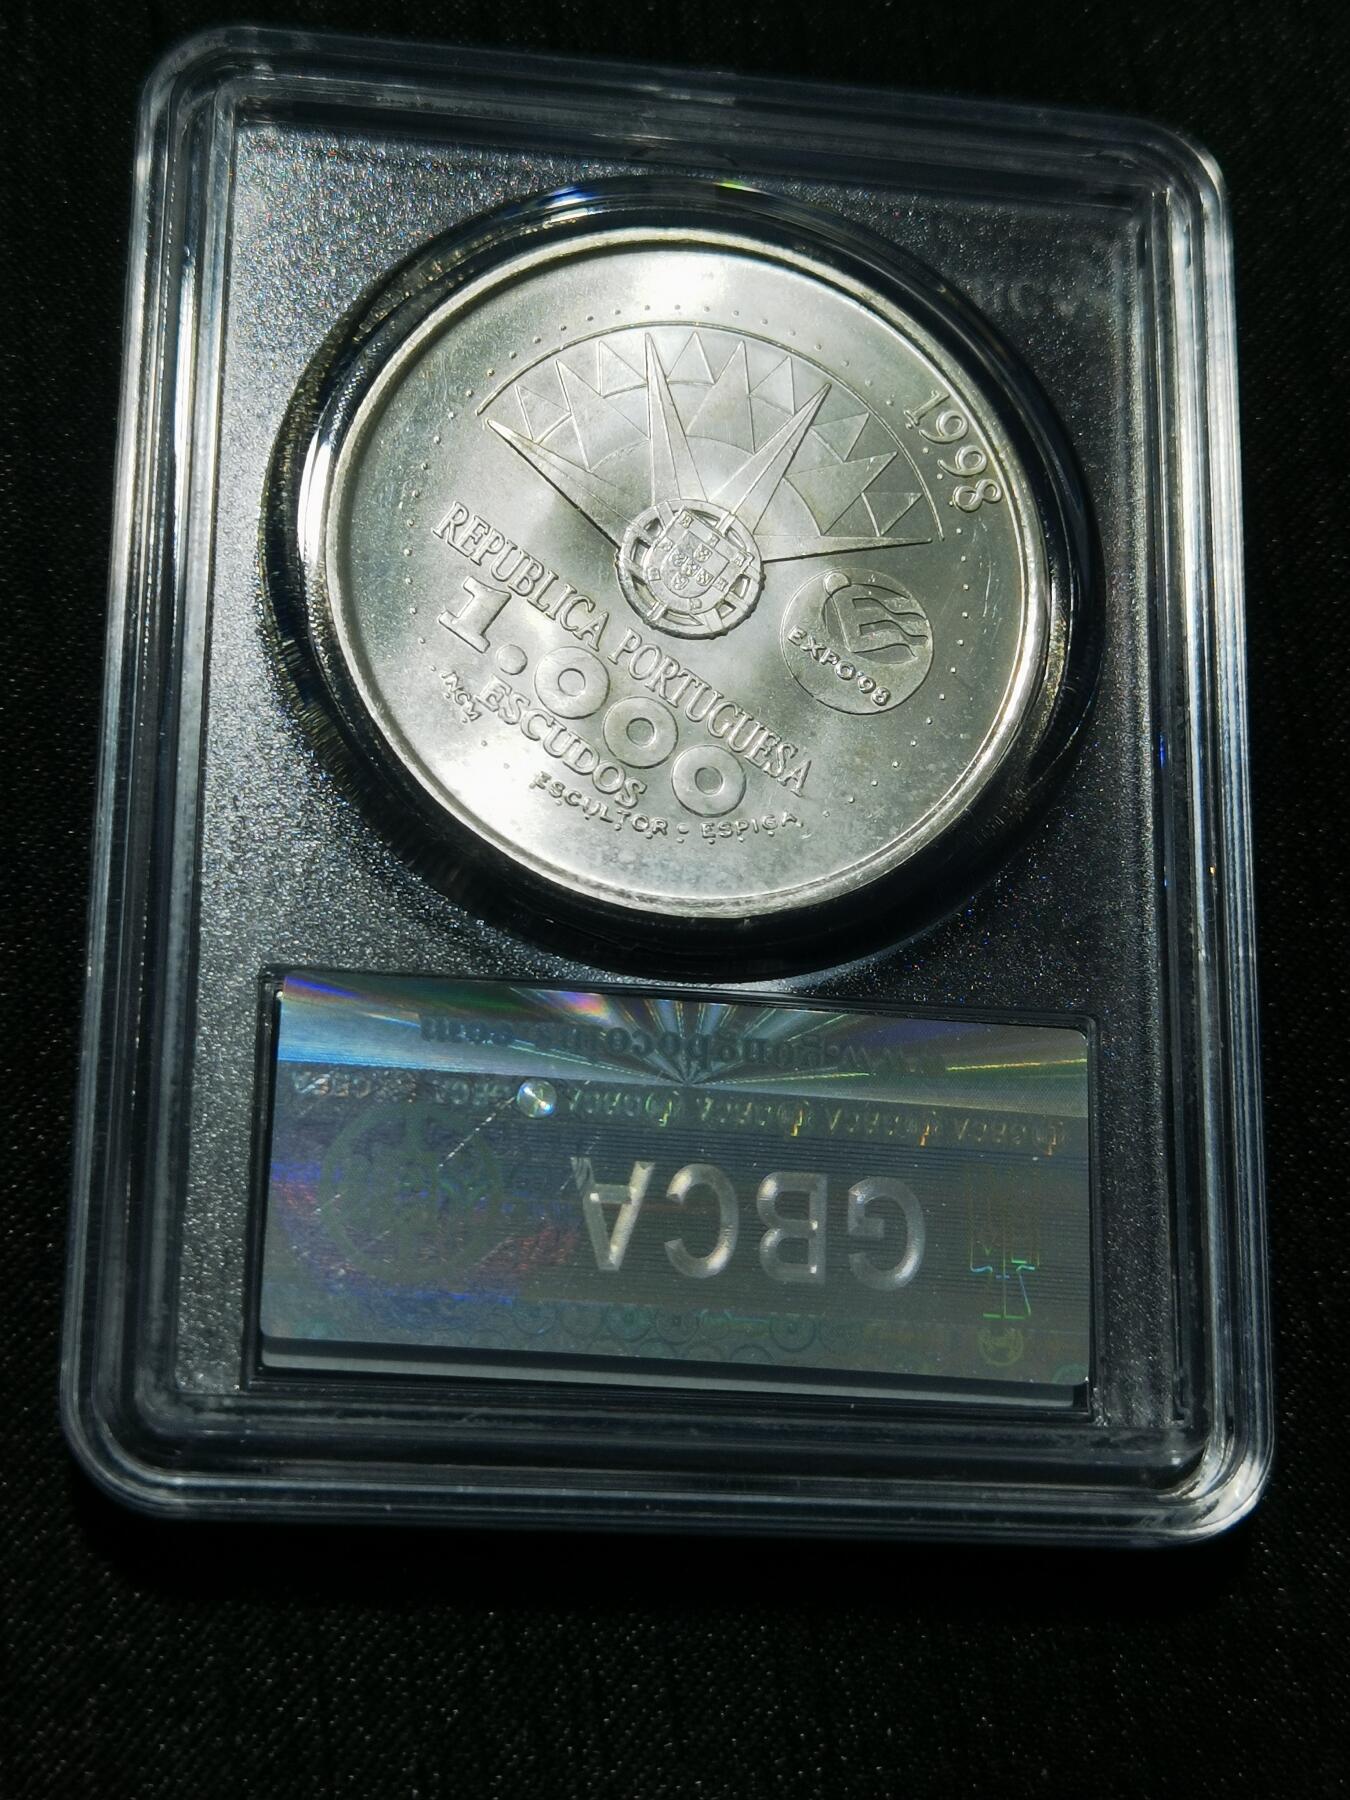 1998
REPUBLICA PORTUGUESA
1.000
ESCUDOS
INCM
ESCULTOR - ESPIGA
EXPO'98
GBCA